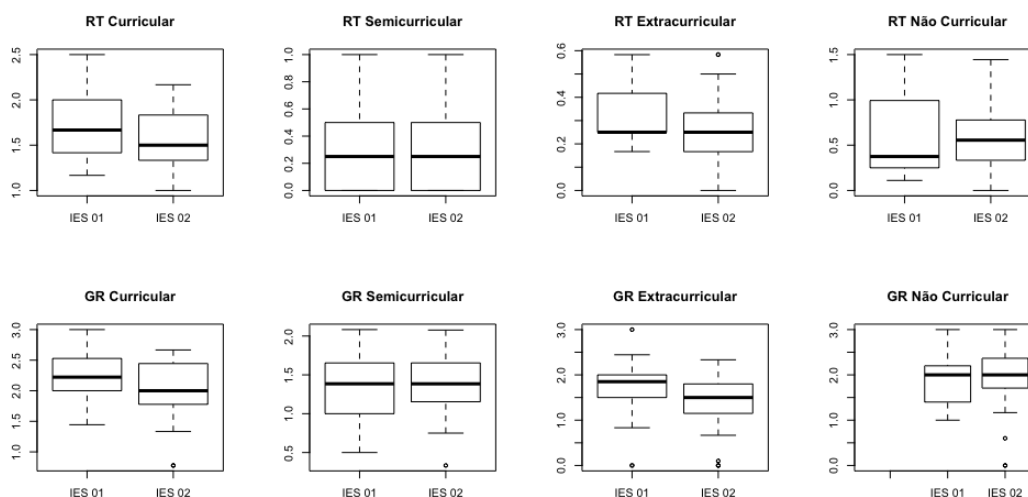 RT Curricular
2.5
2.0
1.5
1.0
IES 01 IES 02
RT Semicurricular
1.0
0.8
0.6
0.4
0.2
0.0
IES 01 IES 02
RT Extracurricular
0.6
0.4
0.2
0.0
IES 01 IES 02
RT Não Curricular
1.5
1.0
0.5
0.0
IES 01 IES 02
GR Curricular
3.0
2.5
2.0
1.5
1.0
IES 01 IES 02
GR Semicurricular
2.0
1.5
1.0
0.5
IES 01 IES 02
GR Extracurricular
3.0
2.0
1.0
0.0
IES 01 IES 02
GR Não Curricular
3.0
2.0
1.0
0.0
IES 01 IES 02